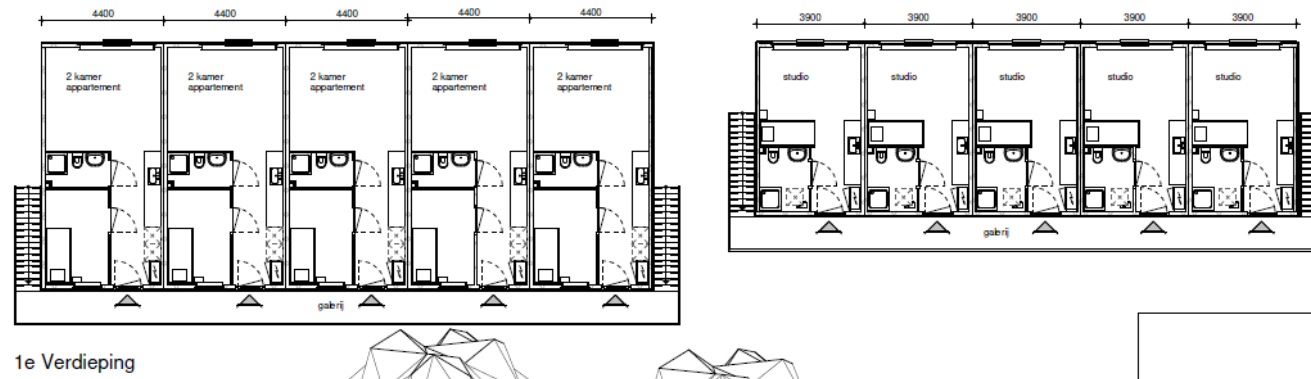 4400 4400 4400 4400 4400
3900 3900 3900 3900 3900
2 kamer
appartement
2 kamer
appartement
2 kamer
appartement
2 kamer
appartement
2 kamer
appartement
studio studio studio studio studio
galerij
galerij
1e Verdieping